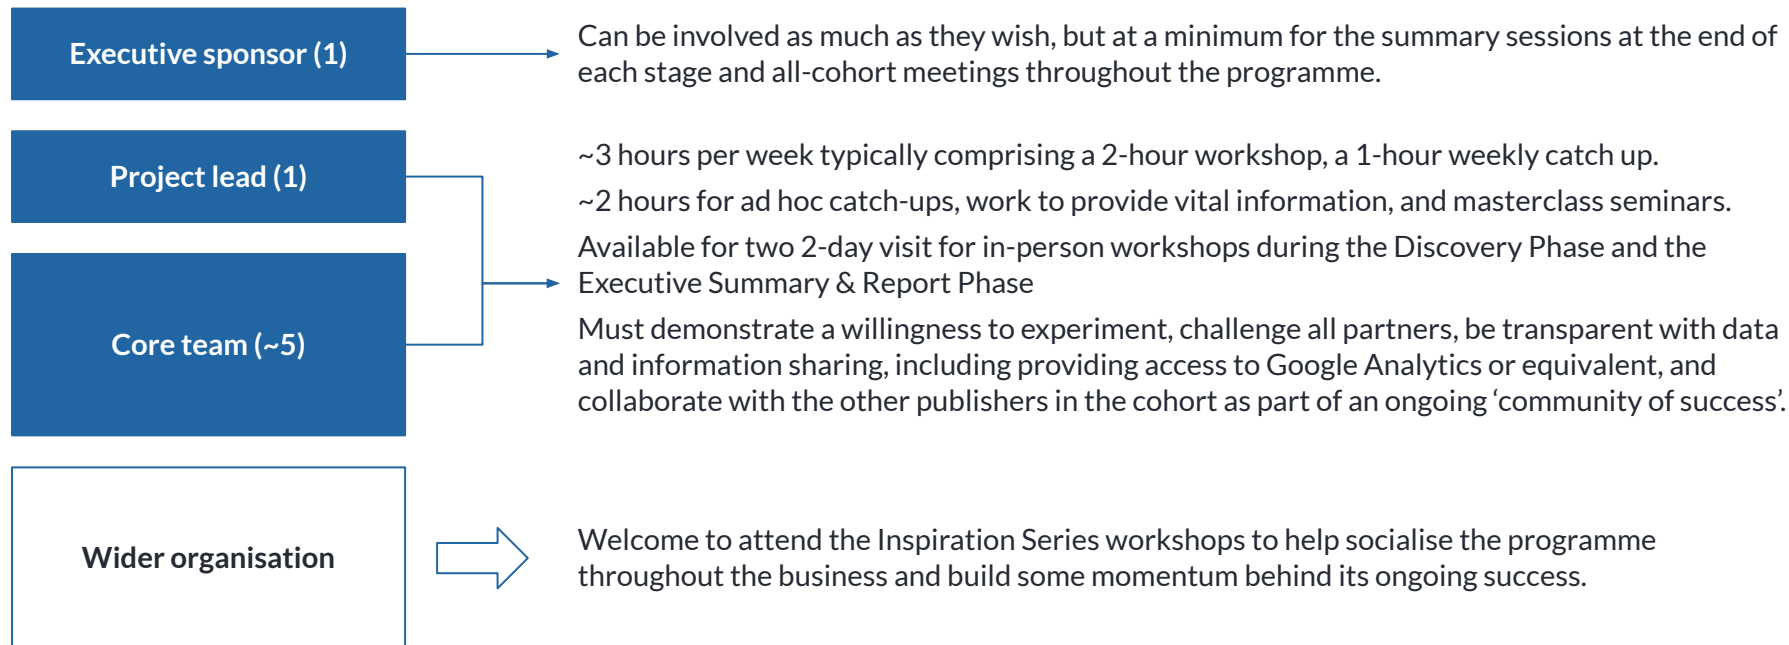 Executive sponsor (1)
Can be involved as much as they wish, but at a minimum for the summary sessions at the end of
each stage and all-cohort meetings throughout the programme.
Project lead (1)
~3 hours per week typically comprising a 2-hour workshop, a 1-hour weekly catch up.
~2 hours for ad hoc catch-ups, work to provide vital information, and masterclass seminars.
Available for two 2-day visit for in-person workshops during the Discovery Phase and the
Executive Summary & Report Phase
Core team (~5)
Must demonstrate a willingness to experiment, challenge all partners, be transparent with data
and information sharing, including providing access to Google Analytics or equivalent, and
collaborate with the other publishers in the cohort as part of an ongoing ‘community of success’.
Wider organisation
Welcome to attend the Inspiration Series workshops to help socialise the programme
throughout the business and build some momentum behind its ongoing success.